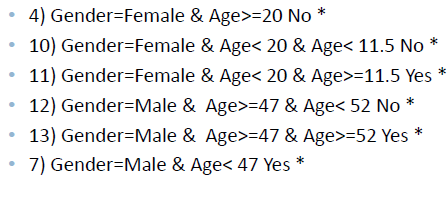 • 4) Gender=Female & Age>=20 No *
• 10) Gender=Female & Age< 20 & Age< 11.5 No *
• 11) Gender=Female & Age< 20 & Age>=11.5 Yes *
• 12) Gender=Male &  Age>=47 & Age< 52 No *
• 13) Gender=Male & Age>=47 & Age>=52 Yes *
• 7) Gender=Male & Age< 47 Yes *